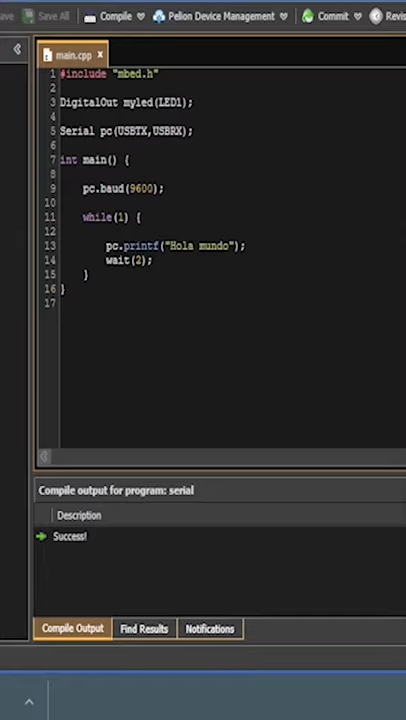 Save All Compile Pelion Device Management Commit
main.cpp x
1 #include "mbed.h"
2
3 DigitalOut myled(LED1);
4
5 Serial pc(USBTX,USBRX);
6
7 int main() {
8
9 pc.baud(9600);
10
11 while(1) {
12
13 pc.printf("Hola mundo");
14 wait(2);
15 }
16 }
17
Compile output for program: serial
Description
Success!
Compile Output Find Results Notifications